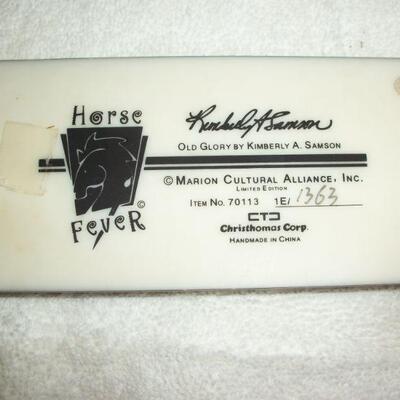 Horse
Fever ©
Kimberly A Samson
Old Glory by Kimberly A. Samson
© Marion Cultural Alliance, Inc.
Limited Edition
Item No. 70113 1E/ 1363
CTC
Christhomas Corp.
Handmade in China